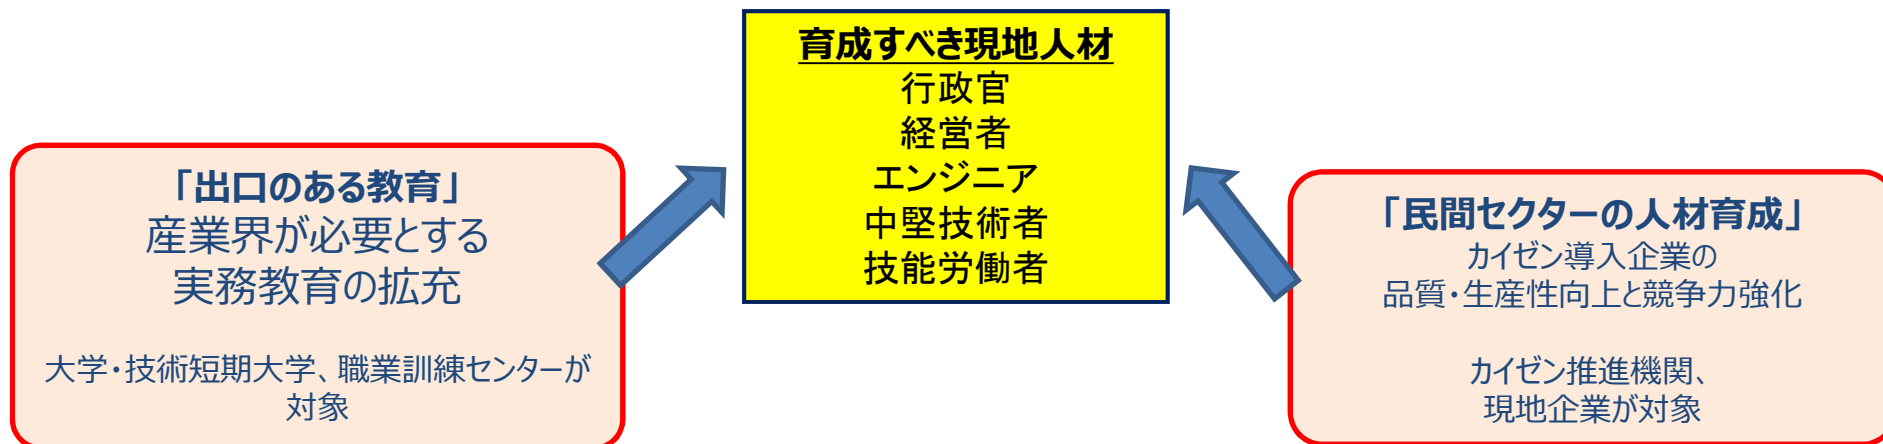 育成すべき現地人材
行政官
経営者
エンジニア
中堅技術者
技能労働者
「出口のある教育」
産業界が必要とする
実務教育の拡充
大学・技術短期大学、職業訓練センターが
対象
「民間セクターの人材育成」
カイゼン導入企業の
品質・生産性向上と競争力強化
カイゼン推進機関、
現地企業が対象